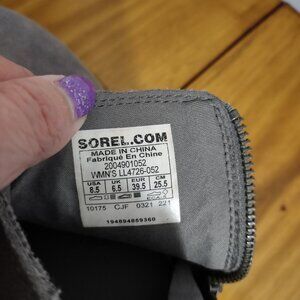 SOREL.COM
MADE IN CHINA
Fabriqué En Chine
2004901052
WMN'S LL4726-052
USA UK EUR CM
8.5 6.5 39.5 25.5
10175 CJF 0321 221
194894859360